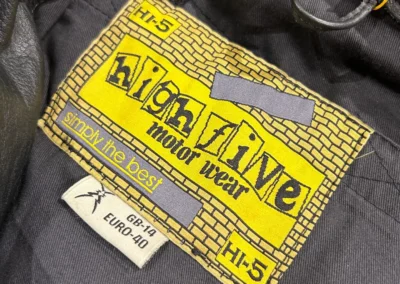 HI-5
high five
motor wear
simply the best
HI-5
GB-14
EURO-40